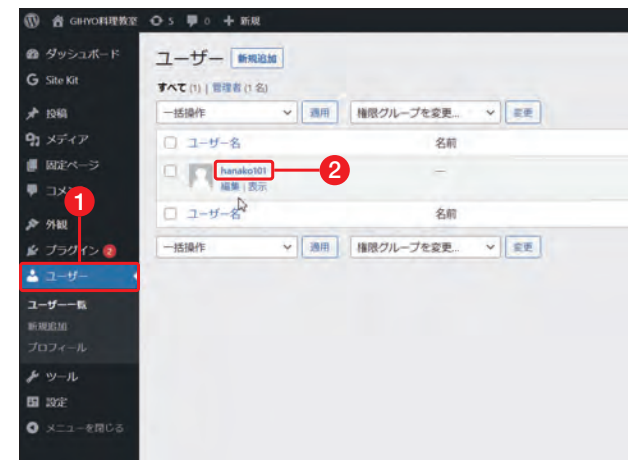 GIHYO料理教室 5 0 + 新規
ダッシュボード
Site Kit
投稿
メディア
固定ページ
コメ
1
外観
プラグイン 2
ユーザー
ユーザー一覧
新規追加
プロフィール
ツール
設定
メニューを閉じる
ユーザー 新規追加
すべて (1) | 管理者 (1 名)
一括操作 適用 権限グループを変更... 変更
ユーザー名 名前
hanako101 2 —
編集 | 表示
ユーザー名 名前
一括操作 適用 権限グループを変更... 変更